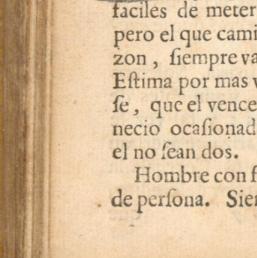 faciles de meter
pero el que cami
zon, ſiempre va
Eſtima por mas v
ſe, que el vence
necio ocaſionad
el no ſean dos.
Hombre con f
de perſona. Sien